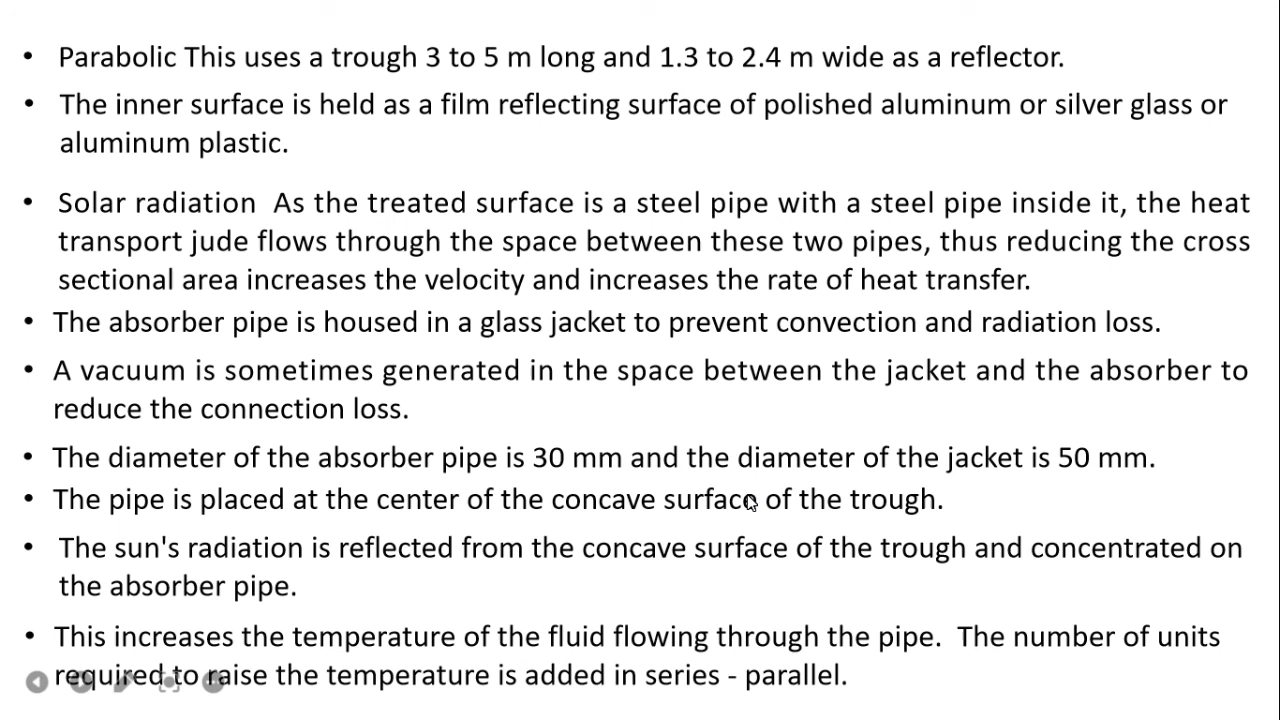 • Parabolic This uses a trough 3 to 5 m long and 1.3 to 2.4 m wide as a reflector.
• The inner surface is held as a film reflecting surface of polished aluminum or silver glass or
aluminum plastic.
• Solar radiation As the treated surface is a steel pipe with a steel pipe inside it, the heat
transport jude flows through the space between these two pipes, thus reducing the cross
sectional area increases the velocity and increases the rate of heat transfer.
• The absorber pipe is housed in a glass jacket to prevent convection and radiation loss.
• A vacuum is sometimes generated in the space between the jacket and the absorber to
reduce the connection loss.
• The diameter of the absorber pipe is 30 mm and the diameter of the jacket is 50 mm.
• The pipe is placed at the center of the concave surface of the trough.
• The sun's radiation is reflected from the concave surface of the trough and concentrated on
the absorber pipe.
• This increases the temperature of the fluid flowing through the pipe. The number of units
required to raise the temperature is added in series - parallel.